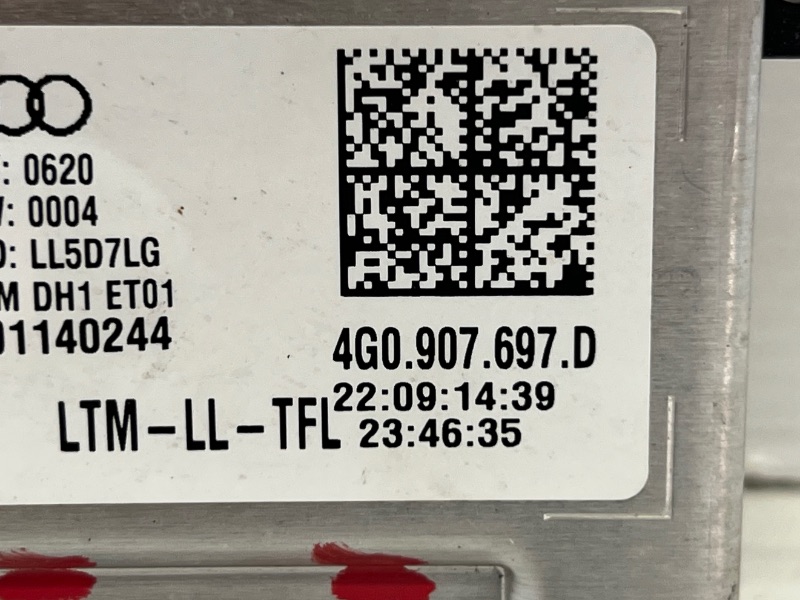 : 0620
: 0004
: LL5D7LG
M DH1 ET01
01140244
4G0.907.697.D
22:09:14:39
LTM-LL-TFL 23:46:35